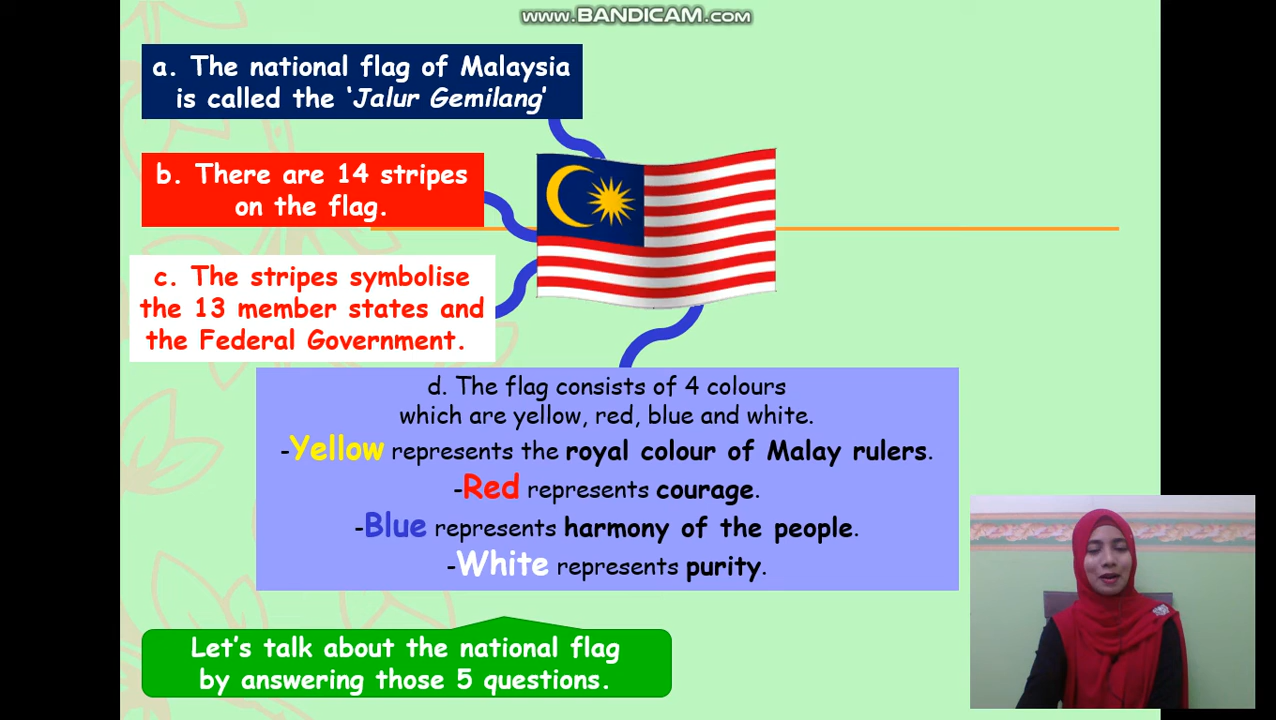 www.BANDICAM.com
a. The national flag of Malaysia
is called the ‘Jalur Gemilang’
b. There are 14 stripes
on the flag.
c. The stripes symbolise
the 13 member states and
the Federal Government.
d. The flag consists of 4 colours
which are yellow, red, blue and white.
-Yellow represents the royal colour of Malay rulers.
-Red represents courage.
-Blue represents harmony of the people.
-White represents purity.
Let’s talk about the national flag
by answering those 5 questions.